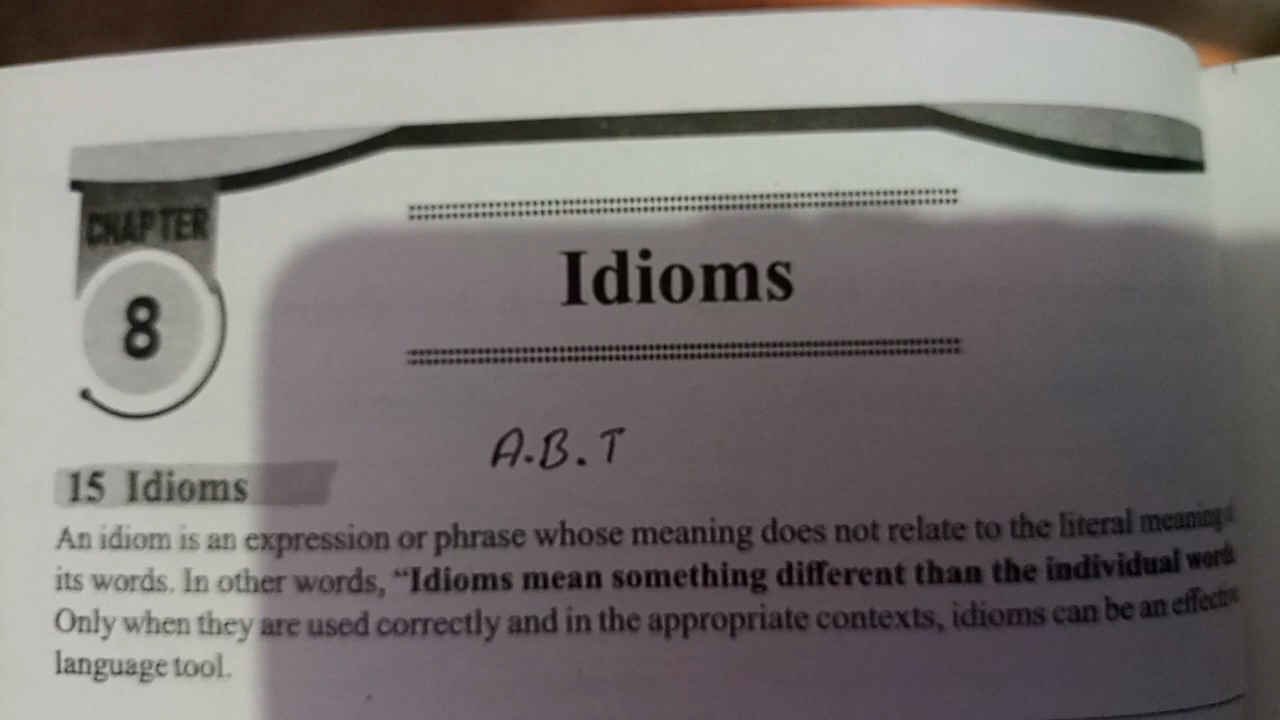 CHAPTER
8
Idioms
A.B.T
15 Idioms
An idiom is an expression or phrase whose meaning does not relate to the literal meaning
its words. In other words, “Idioms mean something different than the individual
Only when they are used correctly and in the appropriate contexts, idioms can be an effective
language tool.